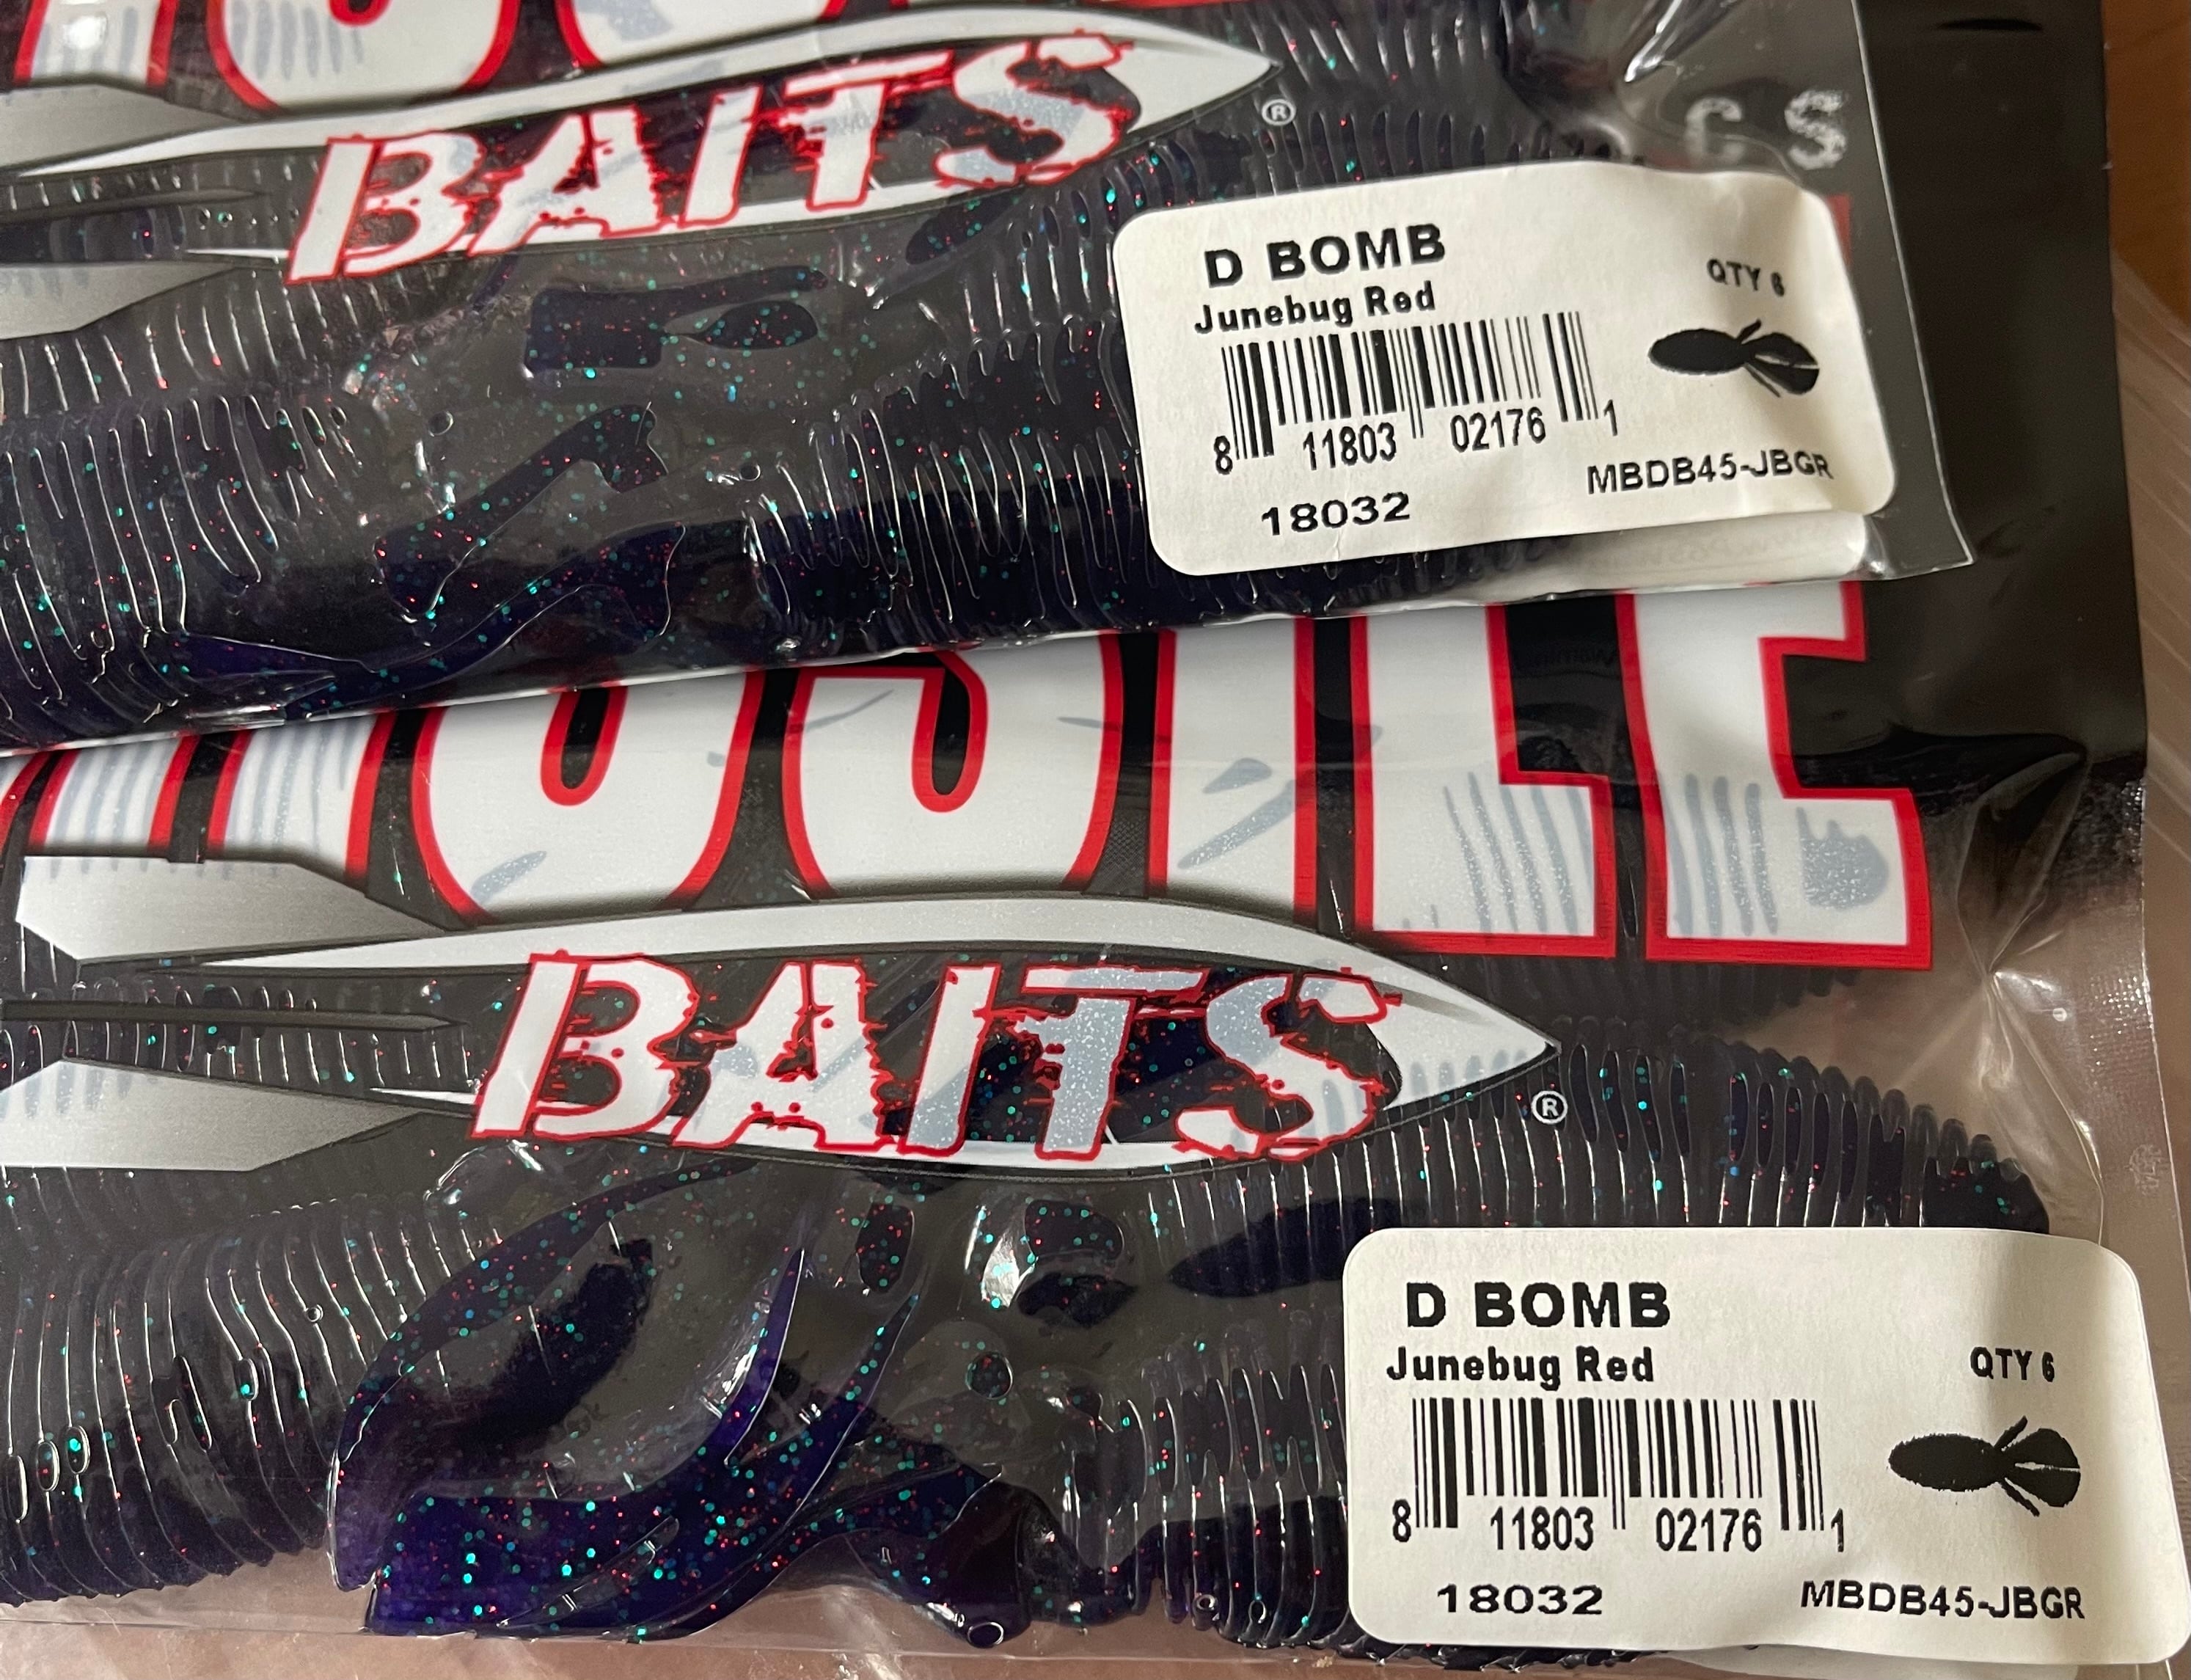 BAITS
®
D BOMB
Junebug Red
QTY 6
8 11803 02176 1
MBDB45-JBGR
18032
BAITS
®
D BOMB
Junebug Red
QTY 6
8 11803 02176 1
18032
MBDB45-JBGR